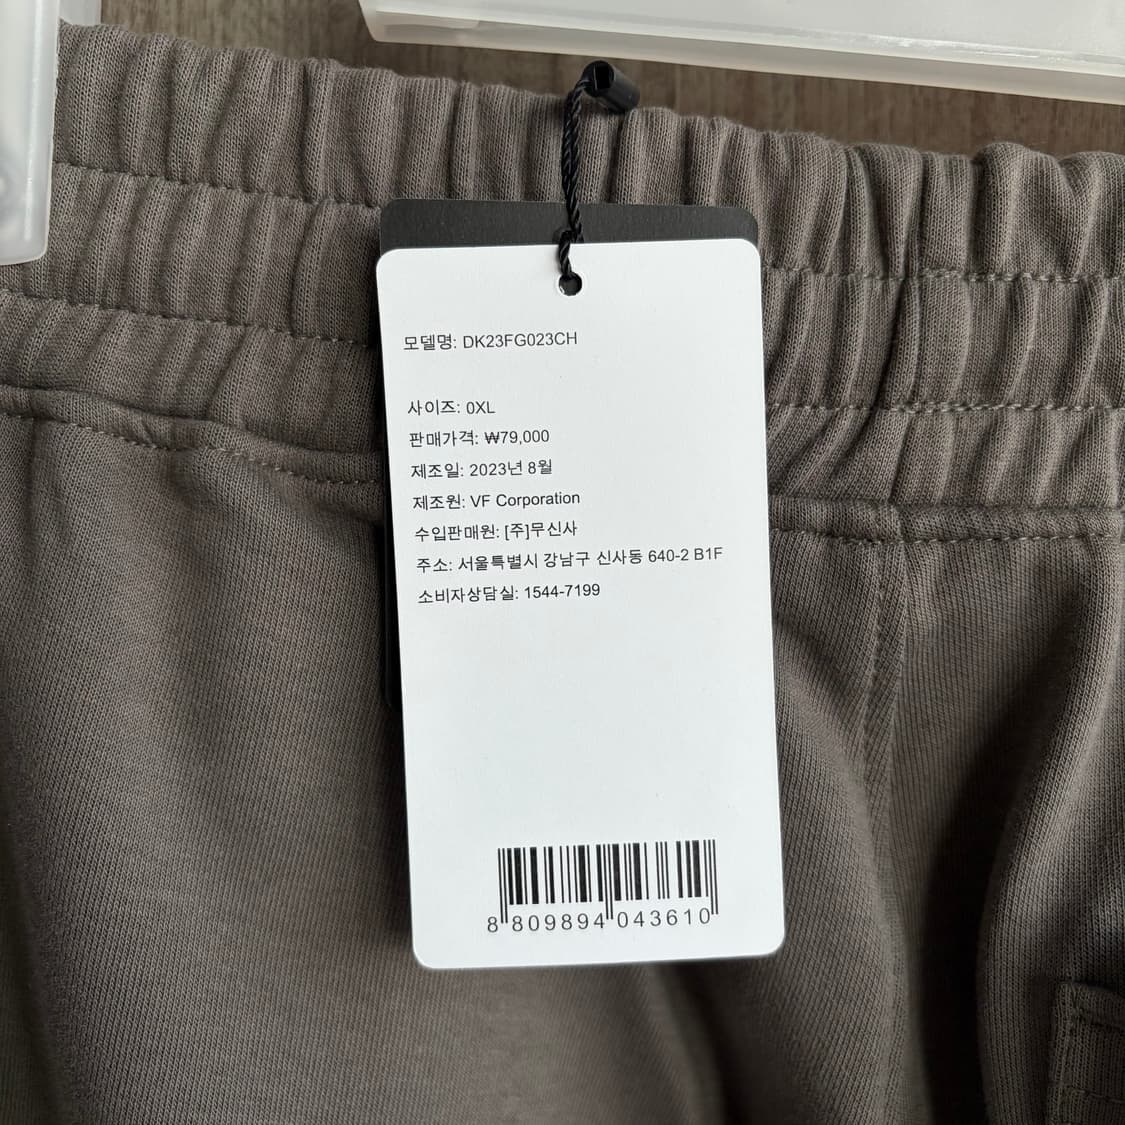 모델명: DK23FG023CH
사이즈: 0XL
판매가격: ₩79,000
제조일: 2023년 8월
제조원: VF Corporation
수입판매원: [주]무신사
주소: 서울특별시 강남구 신사동 640-2 B1F
소비자상담실: 1544-7199
8 809894 043610